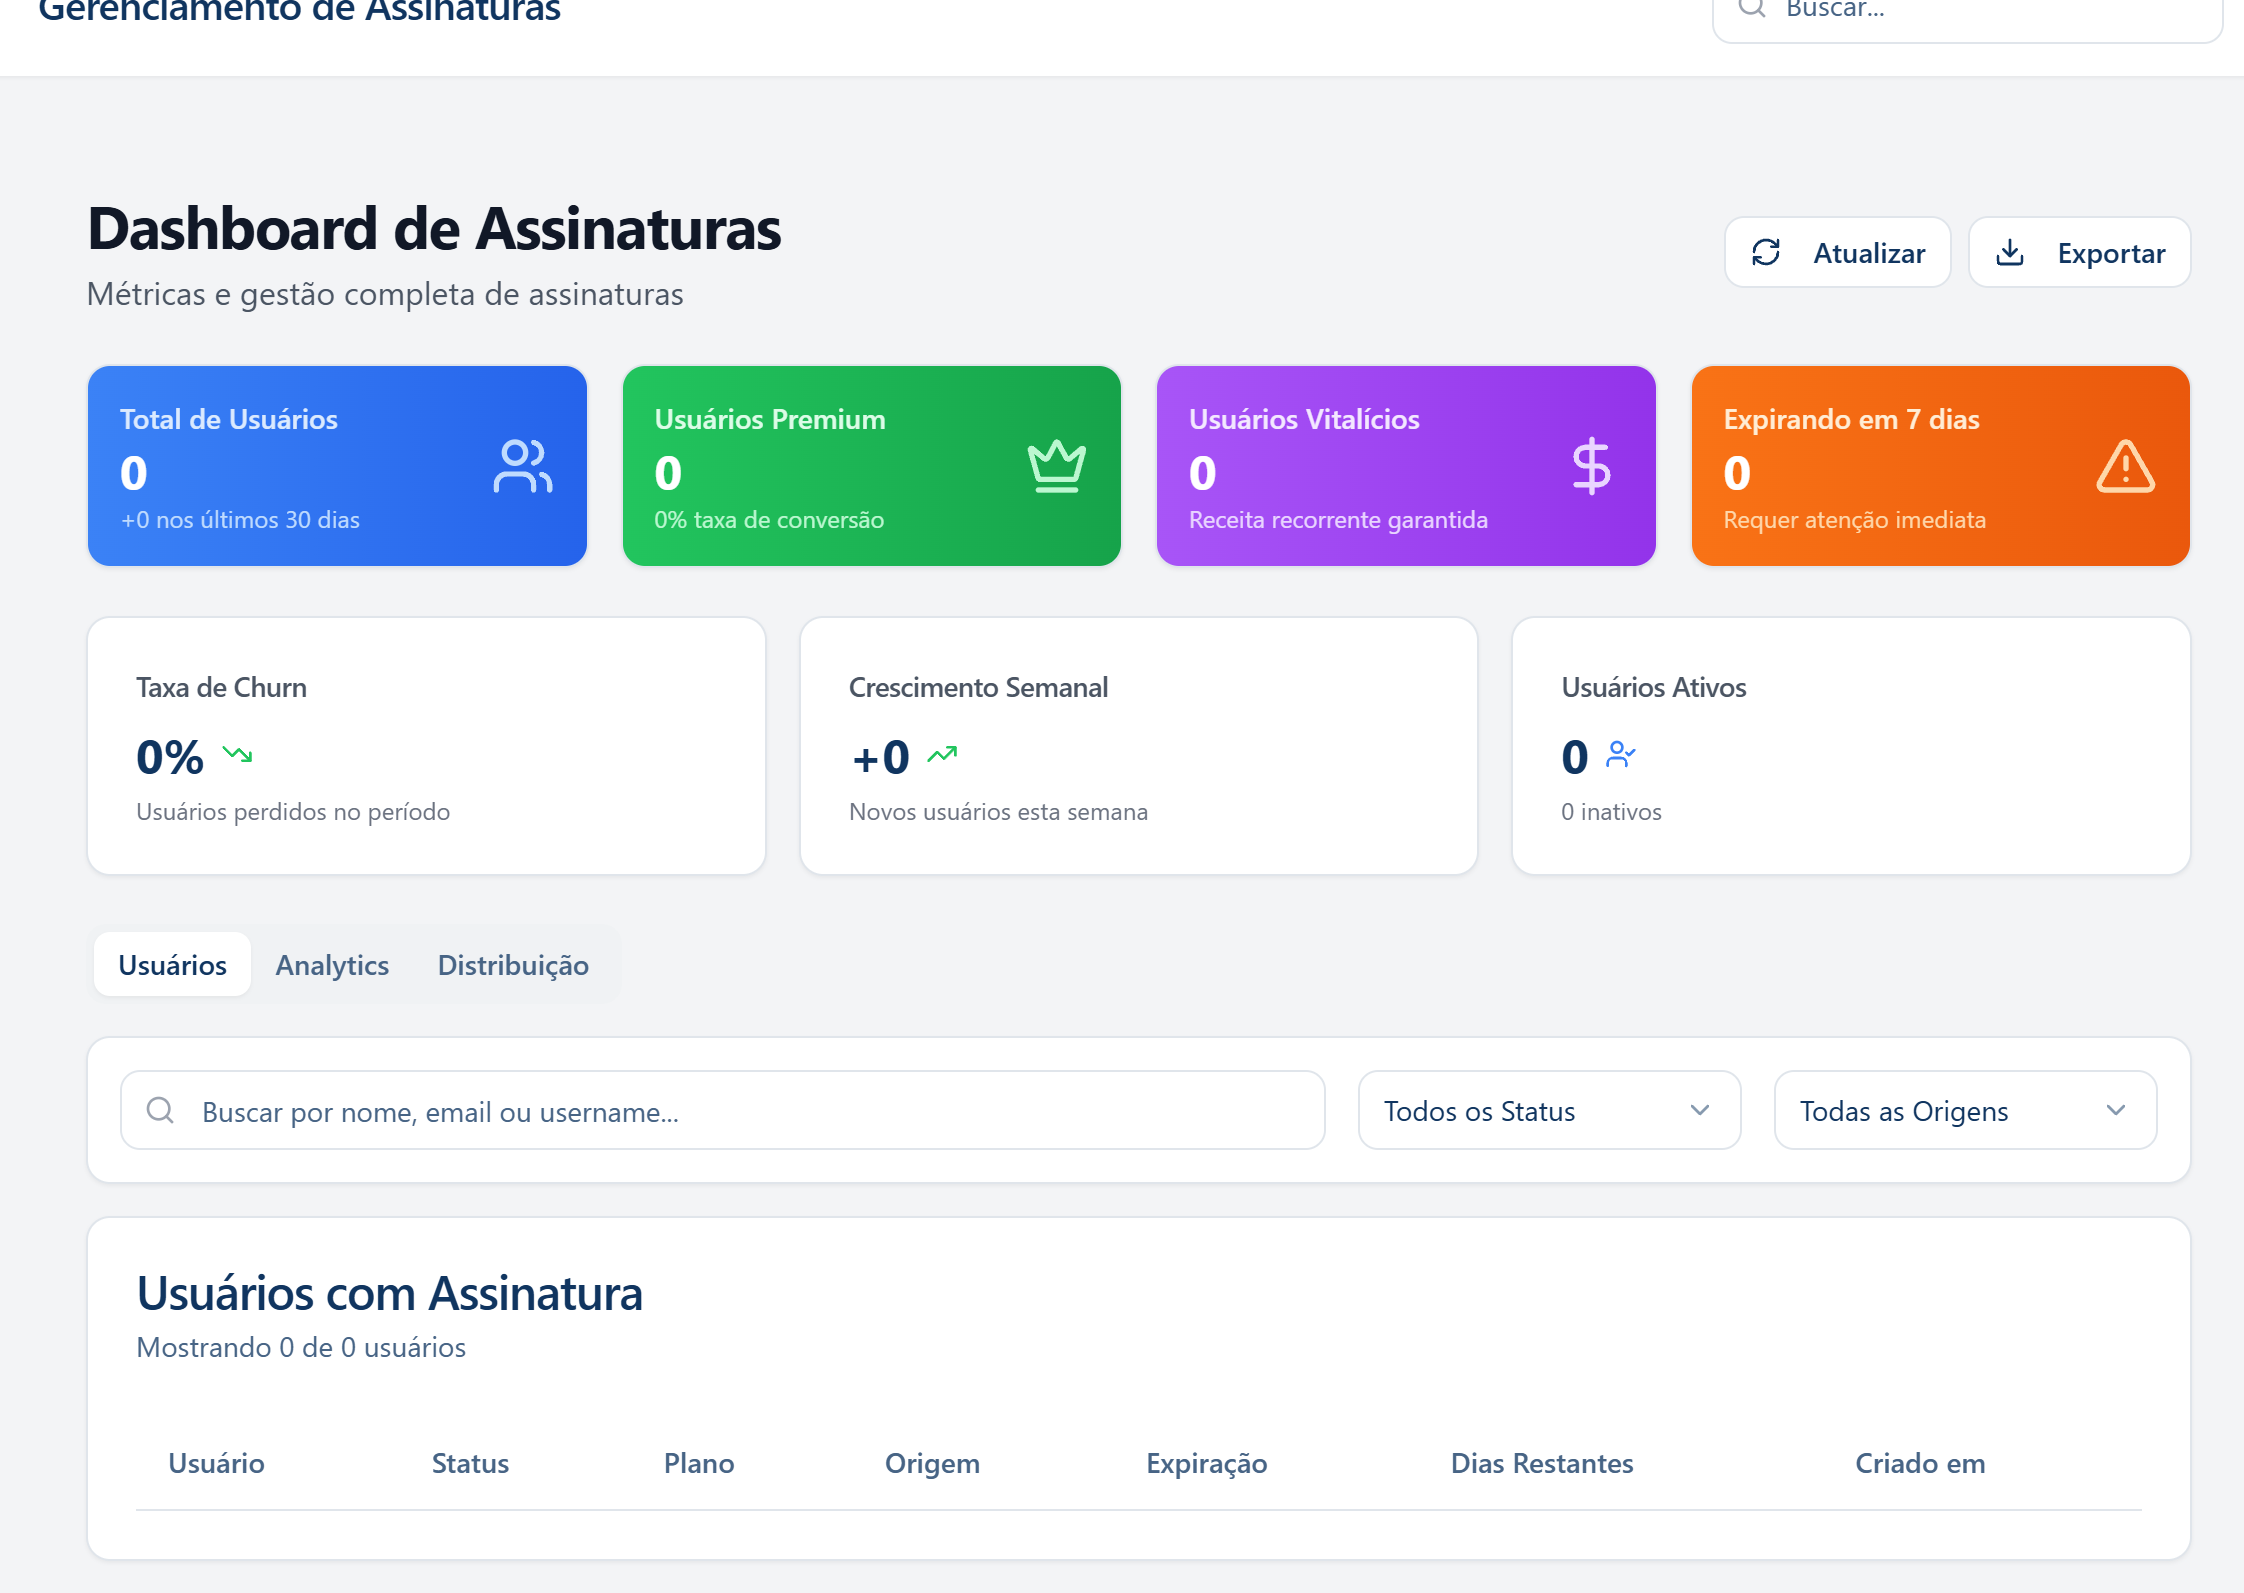 Gerenciamento de Assinaturas
Buscar...
Dashboard de Assinaturas
Métricas e gestão completa de assinaturas
Atualizar
Exportar
Total de Usuários
0
+0 nos últimos 30 dias
Usuários Premium
0
0% taxa de conversão
Usuários Vitalícios
0
Receita recorrente garantida
Expirando em 7 dias
0
Requer atenção imediata
Taxa de Churn
0%
Usuários perdidos no período
Crescimento Semanal
+0
Novos usuários esta semana
Usuários Ativos
0
0 inativos
Usuários
Analytics
Distribuição
Buscar por nome, email ou username...
Todos os Status
Todas as Origens
Usuários com Assinatura
Mostrando 0 de 0 usuários
Usuário Status Plano Origem Expiração Dias Restantes Criado em